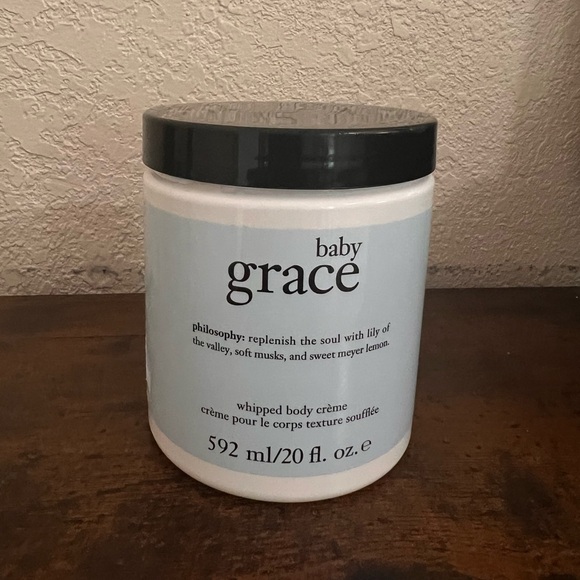 baby
grace
philosophy: replenish the soul with lily of
the valley, soft musks, and sweet meyer lemon.
whipped body crème
crème pour le corps texture soufflée
592 ml/20 fl. oz. e